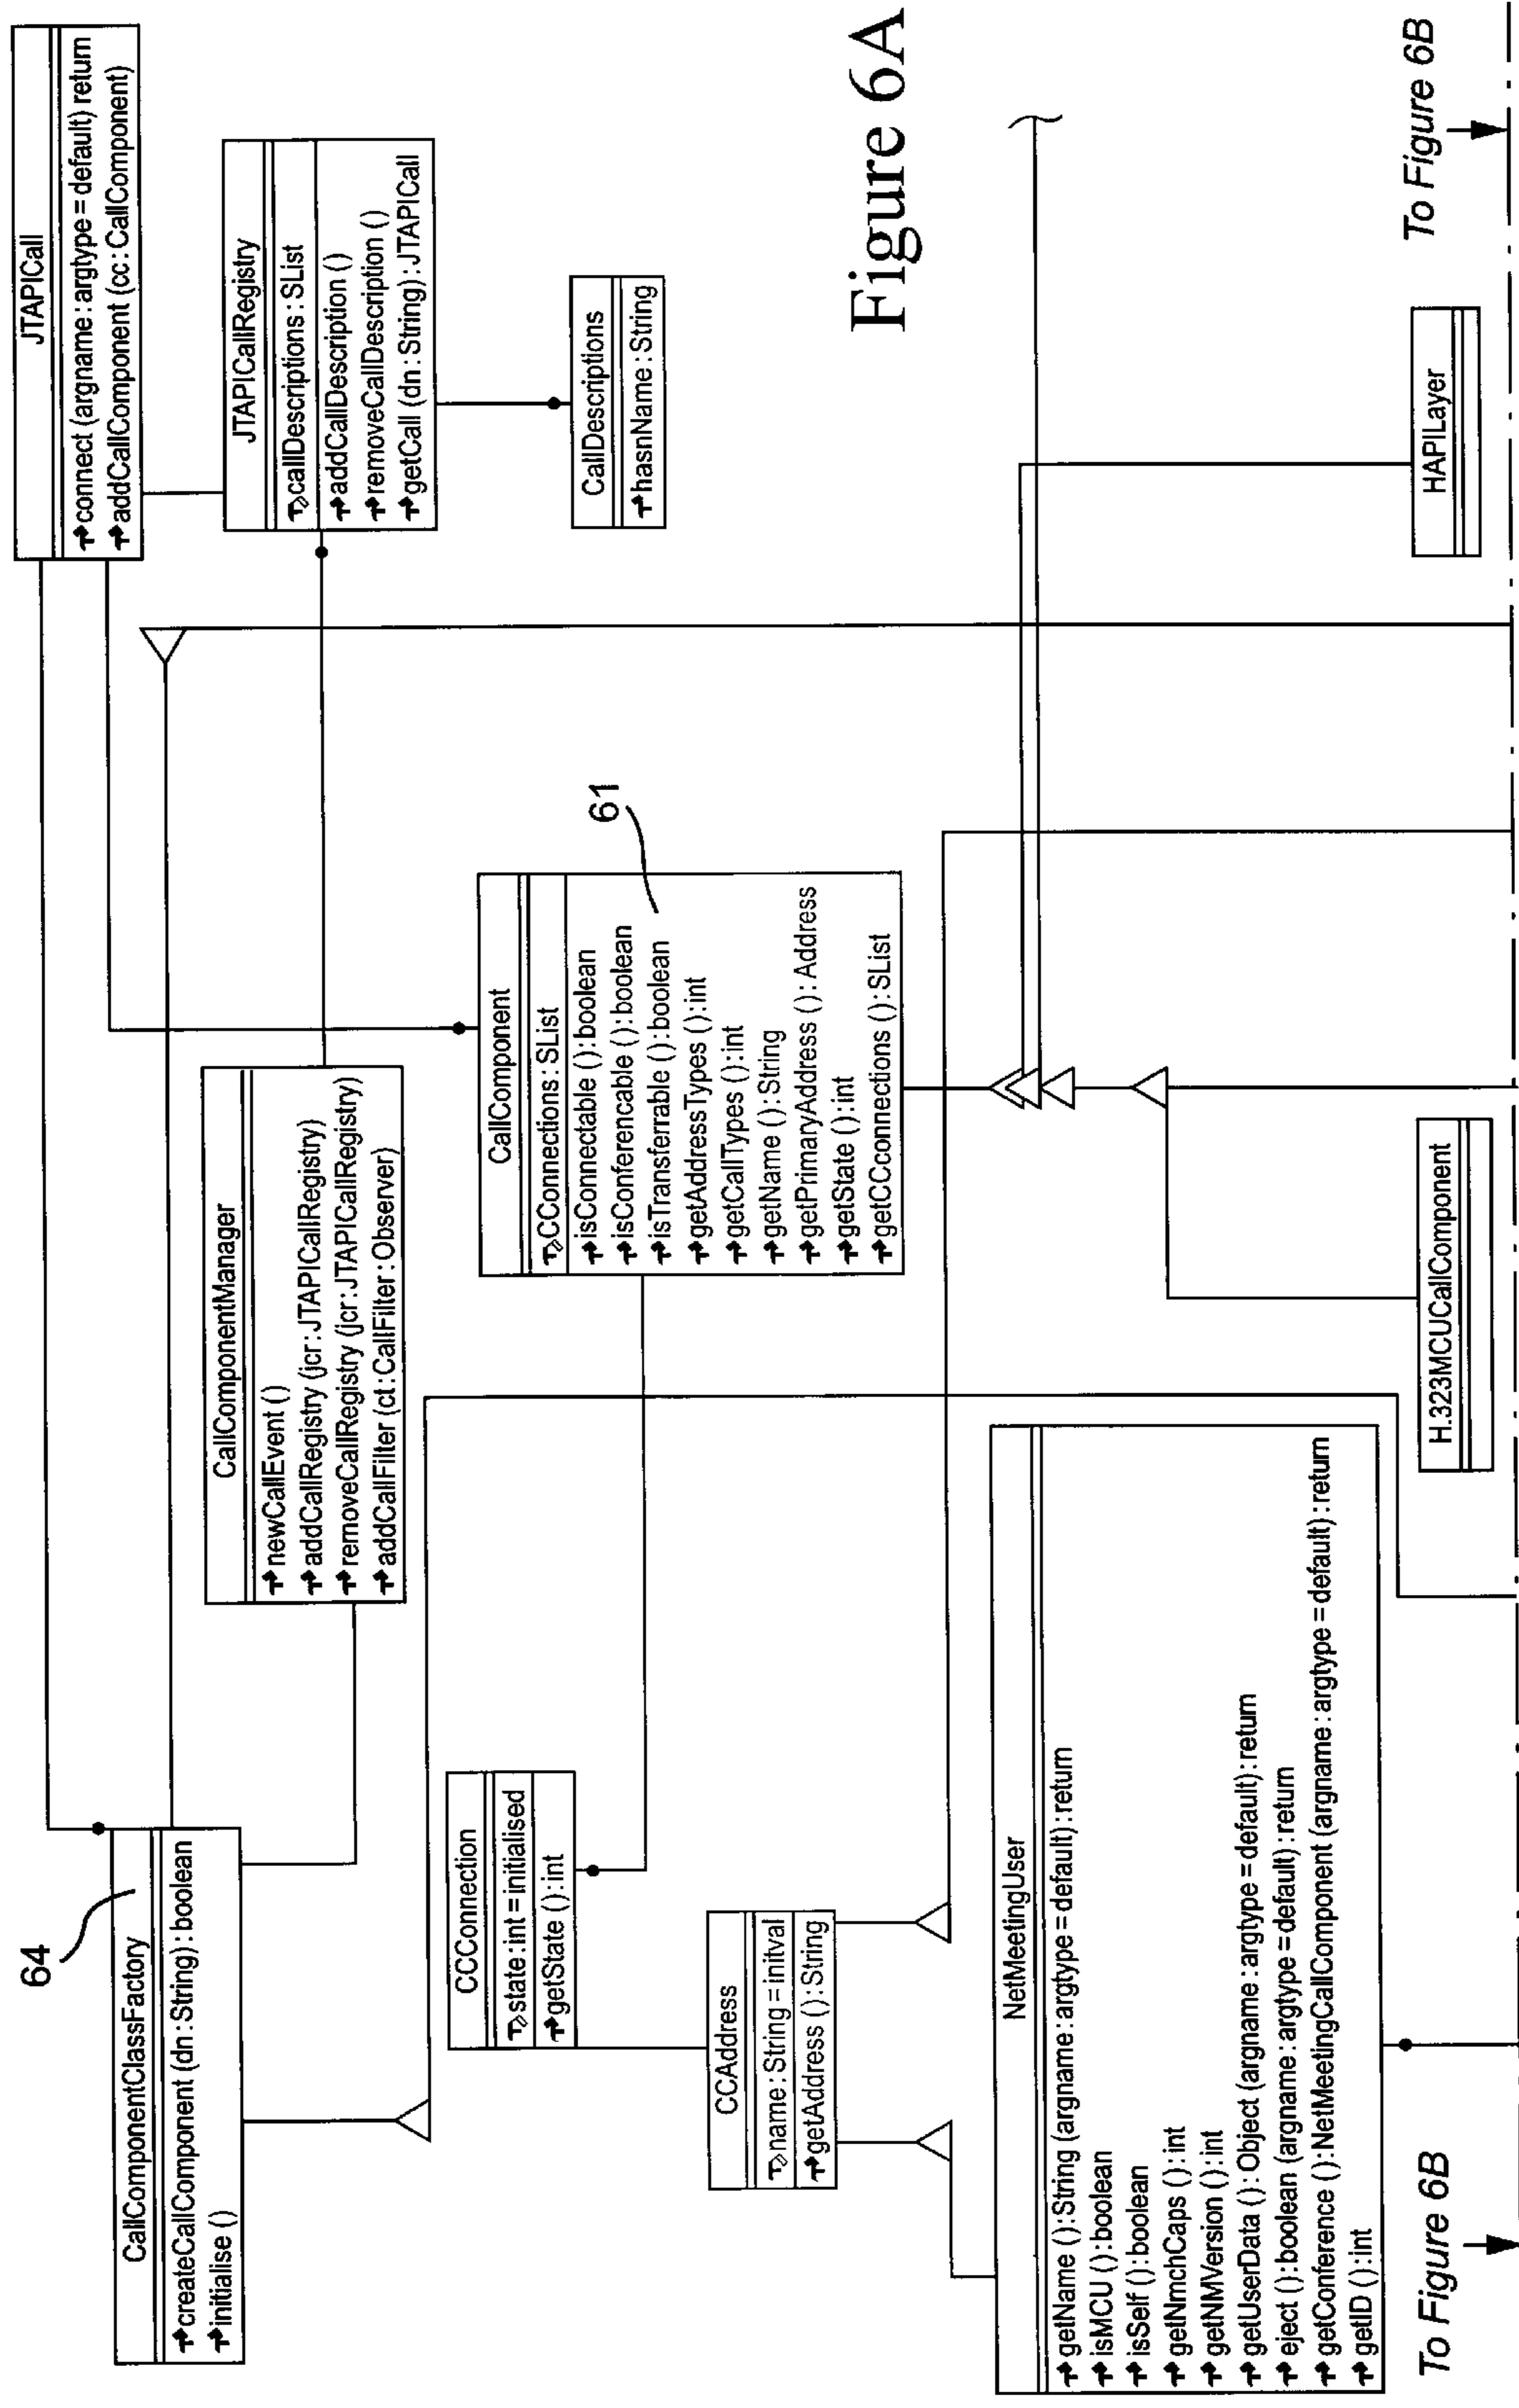 64
CallComponentClassFactory
createCallComponent (dn : String) : boolean
initialise ()
JTAPICall
connect (argname : argtype = default) return
addCallComponent (cc : CallComponent)
CallComponentManager
newCallEvent ()
addCallRegistry (jcr : JTAPICallRegistry)
removeCallRegistry (jcr : JTAPICallRegistry)
addCallFilter (ct : CallFilter : Observer)
JTAPICallRegistry
callDescriptions : SList
addCallDescription ()
removeCallDescription ()
getCall (dn : String) : JTAPICall
CCConnection
state : int = initialised
getState () : int
CallComponent
CConnections : SList
isConnectable () : boolean
isConferencable () : boolean
isTransferrable () : boolean
getAddressTypes () : int
getCallTypes () : int
getName () : String
getPrimaryAddress () : Address
getState () : int
getCCconnections () : SList
61
CallDescriptions
hasnName : String
CCAddress
name : String = initval
getAddress () : String
Figure 6A
NetMeetingUser
getName () : String (argname : argtype = default) : return
isMCU () : boolean
isSelf () : boolean
getNmchCaps () : int
getNMVersion () : int
getUserData () : Object (argname : argtype = default) : return
eject () : boolean (argname : argtype = default) : return
getConference () : NetMeetingCallComponent (argname : argtype = default) : return
getID () : int
H.323MCUCallComponent
HAPILayer
To Figure 6B
To Figure 6B